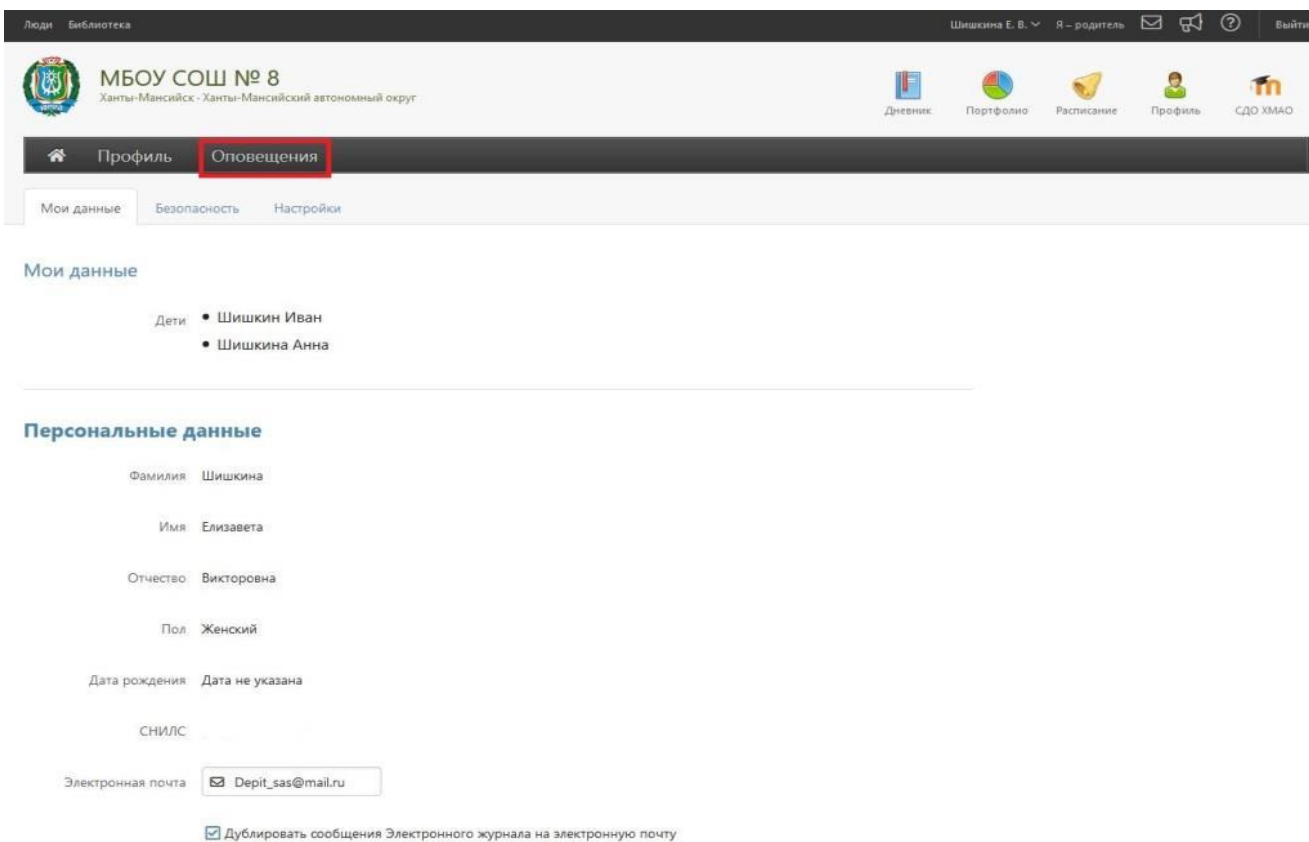 Люди Библиотека Шишкина Е. В. Я – родитель Выйти
МБОУ СОШ № 8
Ханты-Мансийск - Ханты-Мансийский автономный округ
Дневник Портфолио Расписание Профиль СДО ХМАО
Профиль Оповещения
Мои данные Безопасность Настройки
Мои данные
Дети • Шишкин Иван
• Шишкина Анна
Персональные данные
Фамилия Шишкина
Имя Елизавета
Отчество Викторовна
Пол Женский
Дата рождения Дата не указана
СНИЛС
Электронная почта Depit_sas@mail.ru
Дублировать сообщения Электронного журнала на электронную почту